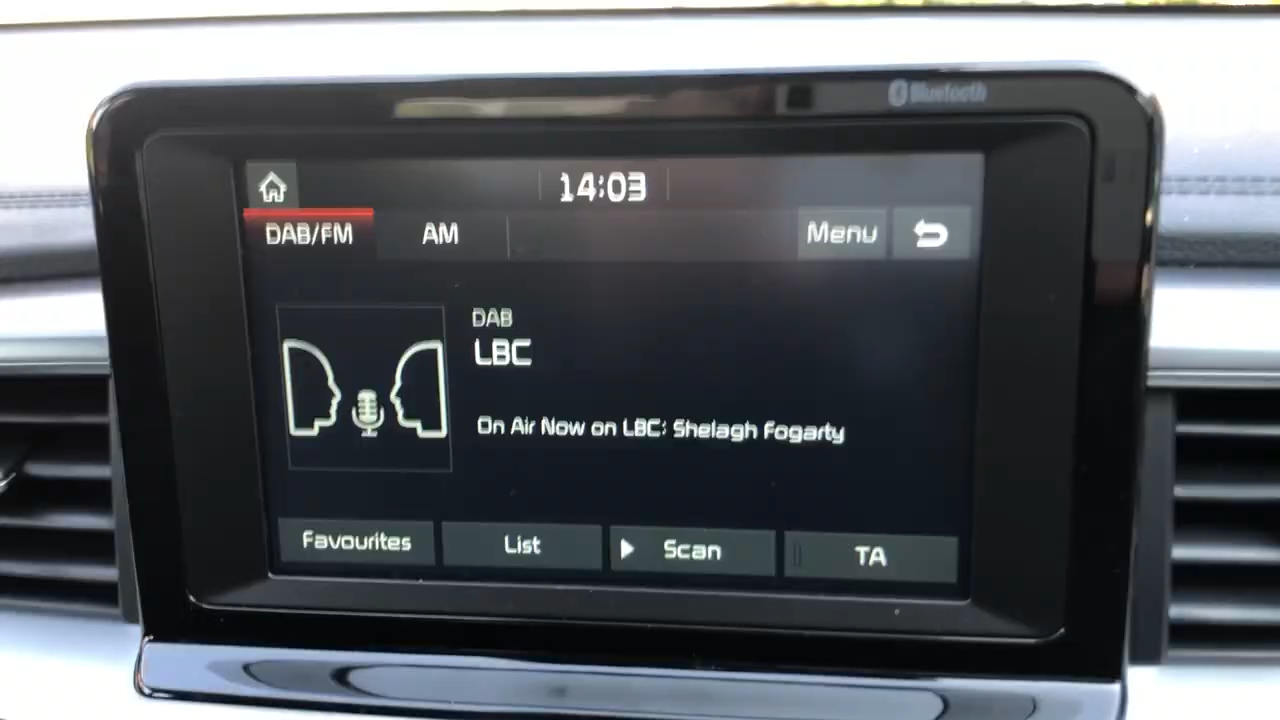 Bluetooth
14:03
DAB/FM AM Menu
DAB
LBC
On Air Now on LBC: Shelagh Fogarty
Favourites List Scan TA